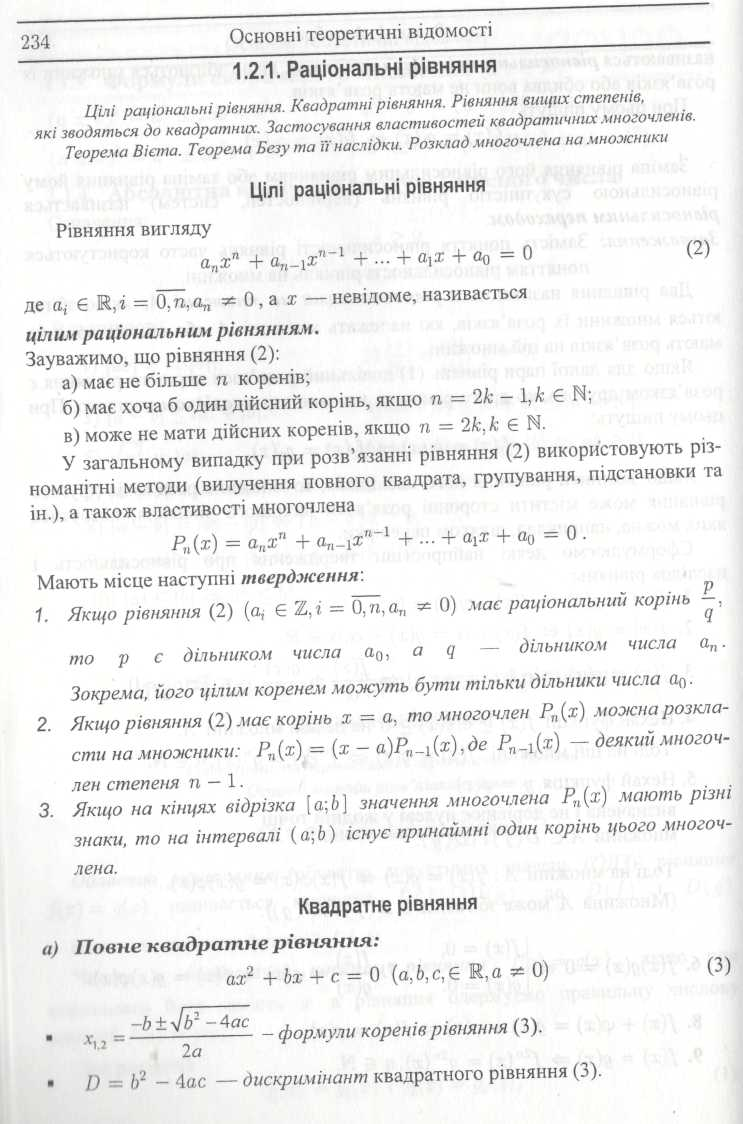 234 Основні теоретичні відомості
1.2.1. Раціональні рівняння
Цілі раціональні рівняння. Квадратні рівняння. Рівняння вищих степенів,
які зводяться до квадратних. Застосування властивостей квадратичних многочленів.
Теорема Вієта. Теорема Безу та її наслідки. Розклад многочлена на множники
Цілі раціональні рівняння
Рівняння вигляду
aₙxⁿ + aₙ₋₁xⁿ⁻¹ + ... + a₁x + a₀ = 0 (2)
де aᵢ ∈ ℝ, i = 0,n̅, aₙ ≠ 0, а x — невідоме, називається
цілим раціональним рівнянням.
Зауважимо, що рівняння (2):
а) має не більше n коренів;
б) має хоча б один дійсний корінь, якщо n = 2k − 1, k ∈ ℕ;
в) може не мати дійсних коренів, якщо n = 2k, k ∈ ℕ.
У загальному випадку при розв'язанні рівняння (2) використовують різ-
номанітні методи (вилучення повного квадрата, групування, підстановки та
ін.), а також властивості многочлена
Pₙ(x) = aₙxⁿ + aₙ₋₁xⁿ⁻¹ + ... + a₁x + a₀ = 0 .
Мають місце наступні твердження:
1. Якщо рівняння (2) (aᵢ ∈ ℤ, i = 0,n̅, aₙ ≠ 0) має раціональний корінь p/q,
то p є дільником числа a₀, а q — дільником числа aₙ.
Зокрема, його цілим коренем можуть бути тільки дільники числа a₀.
2. Якщо рівняння (2) має корінь x = a, то многочлен Pₙ(x) можна розкла-
сти на множники: Pₙ(x) = (x − a)Pₙ₋₁(x), де Pₙ₋₁(x) — деякий многоч-
лен степеня n − 1.
3. Якщо на кінцях відрізка [a;b] значення многочлена Pₙ(x) мають різні
знаки, то на інтервалі (a;b) існує принаймні один корінь цього многоч-
лена.
Квадратне рівняння
а) Повне квадратне рівняння:
ax² + bx + c = 0 (a,b,c,∈ ℝ, a ≠ 0) (3)
▪ x₁,₂ = (−b ± √(b² − 4ac)) / 2a – формули коренів рівняння (3).
▪ D = b² − 4ac — дискримінант квадратного рівняння (3).